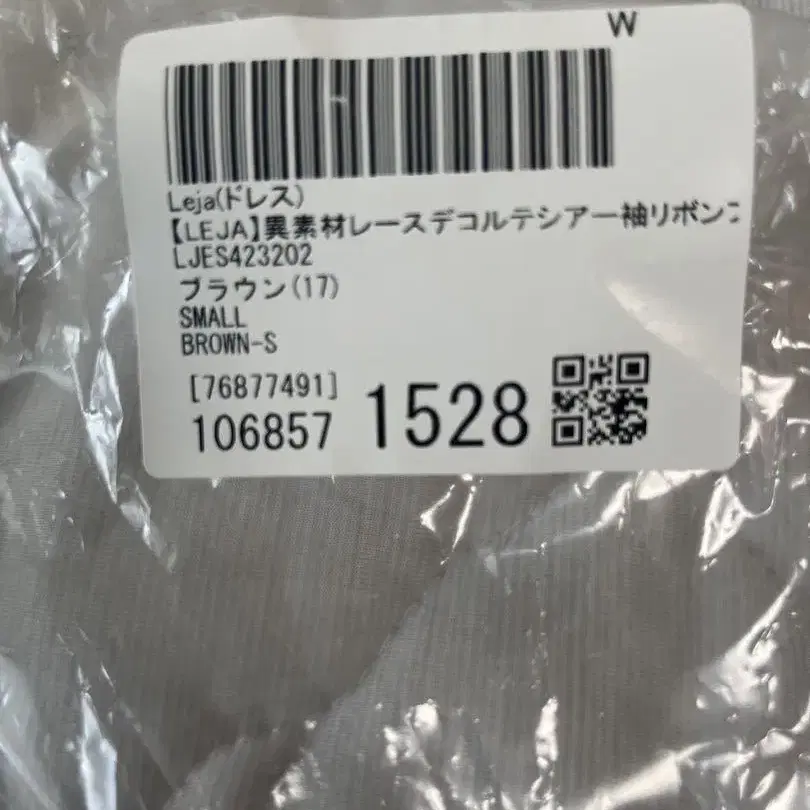 W
Leja(ドレス)
【LEJA】異素材レースデコルテシアー袖リボン
LJES423202
ブラウン(17)
SMALL
BROWN-S
[76877491]
106857 1528